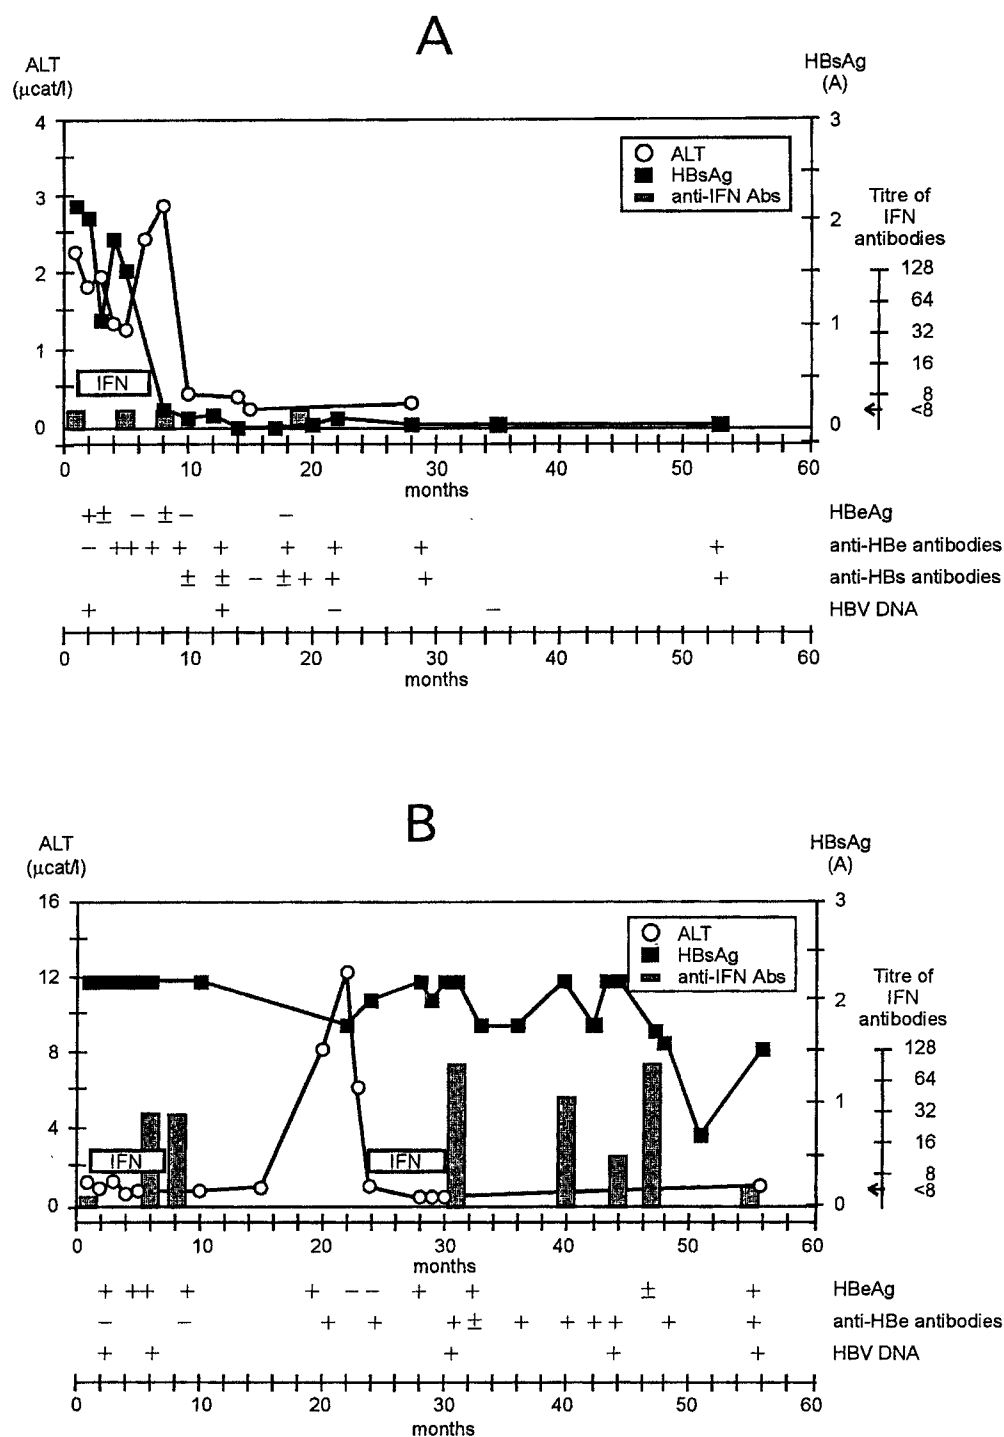 A
ALT
(µcat/l)
HBsAg
(A)
4
3
2
1
0
3
2
1
0
ALT
HBsAg
anti-IFN Abs
Titre of
IFN
antibodies
128
64
32
16
8
<8
IFN
0 10 20 30 40 50 60
months
+ ± − ± − − HBeAg
− + + + + + + + + + anti-HBe antibodies
± ± − ± + + + + anti-HBs antibodies
+ + − − HBV DNA
0 10 20 30 40 50 60
months
B
ALT
(µcat/l)
HBsAg
(A)
16
12
8
4
0
3
2
1
0
ALT
HBsAg
anti-IFN Abs
Titre of
IFN
antibodies
128
64
32
16
8
<8
IFN IFN
0 10 20 30 40 50 60
months
+ + + + + − − + + ± + HBeAg
− − + + + ± + + + + + + anti-HBe antibodies
+ + + + + HBV DNA
0 10 20 30 40 50 60
months